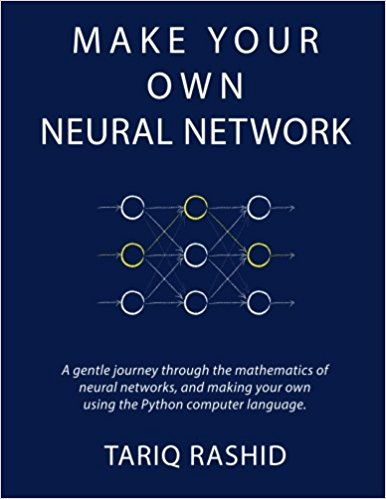 MAKE YOUR
OWN
NEURAL NETWORK
A gentle journey through the mathematics of
neural networks, and making your own
using the Python computer language.
TARIQ RASHID